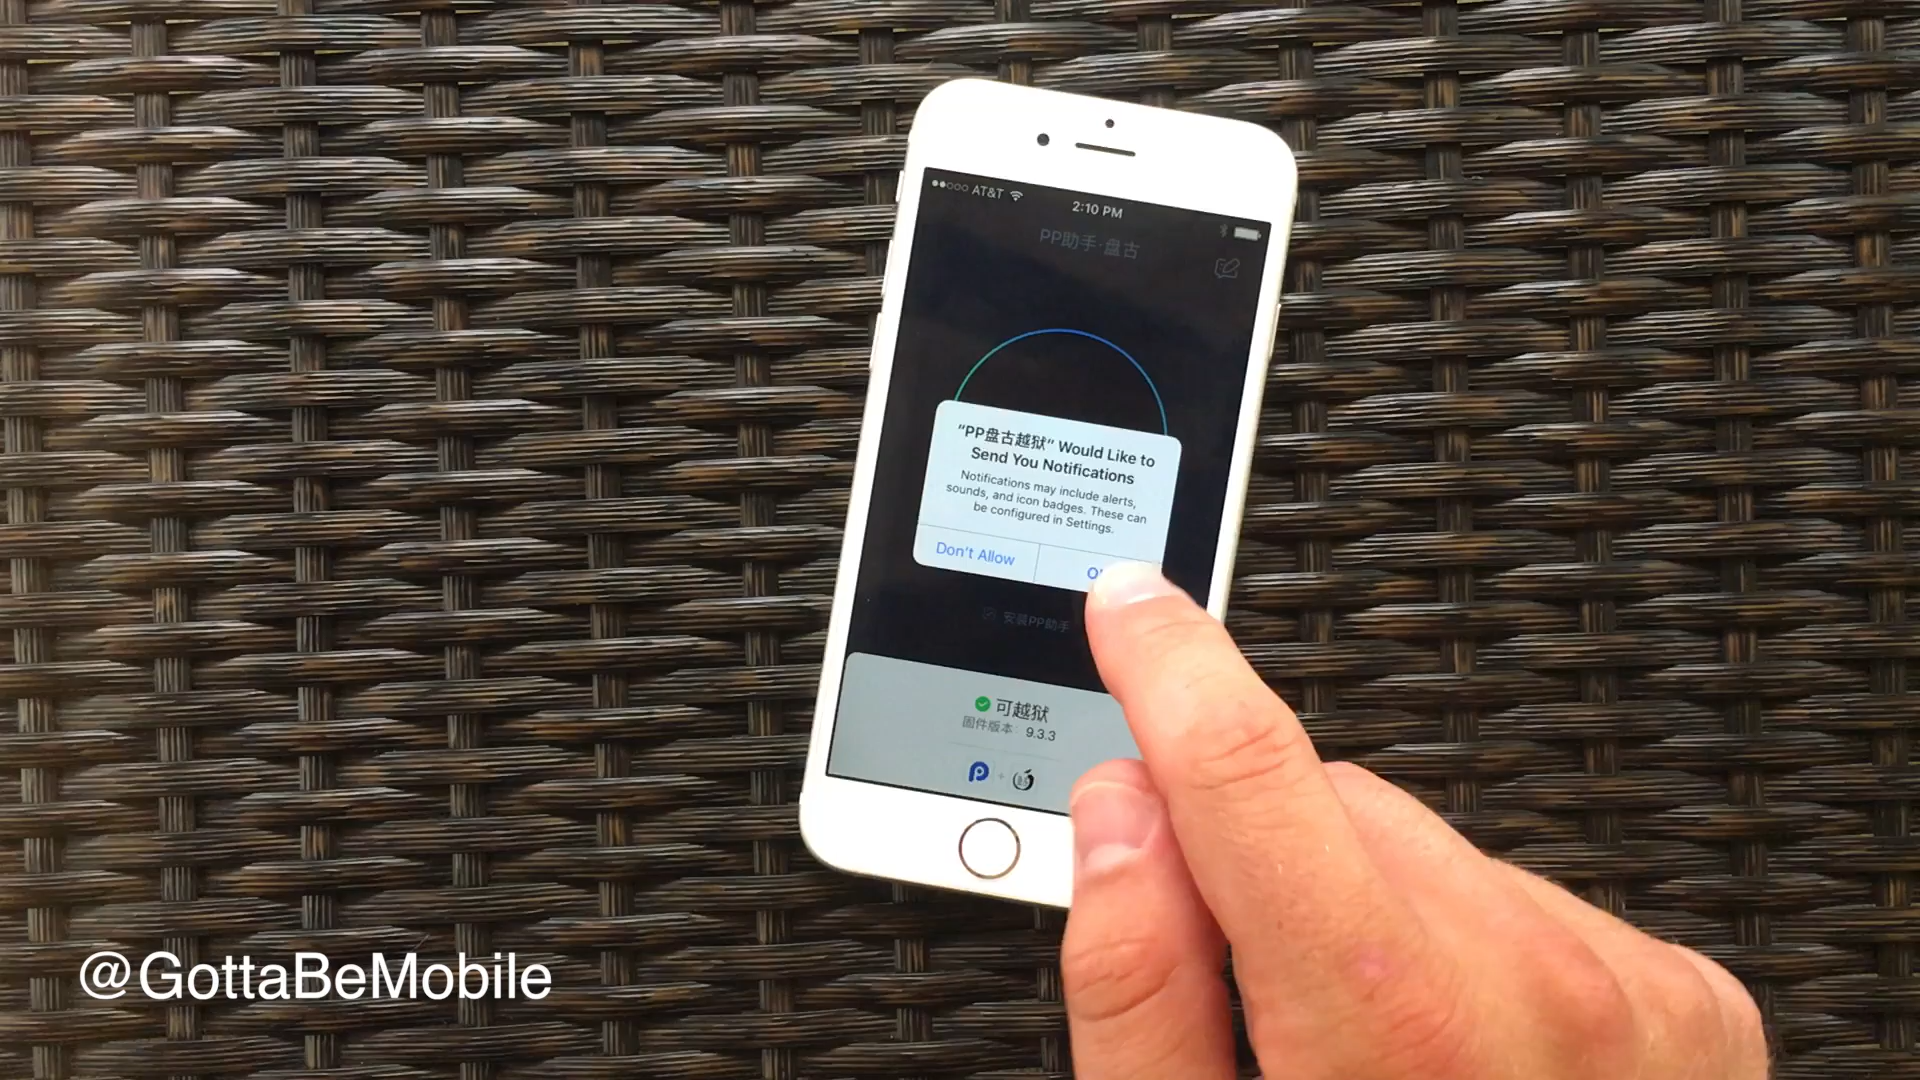 AT&T
2:10 PM
PP助手·盘古
“PP盘古越狱” Would Like to
Send You Notifications
Notifications may include alerts,
sounds, and icon badges. These can
be configured in Settings.
Don't Allow
安装PP助手
可越狱
固件版本: 9.3.3
@GottaBeMobile